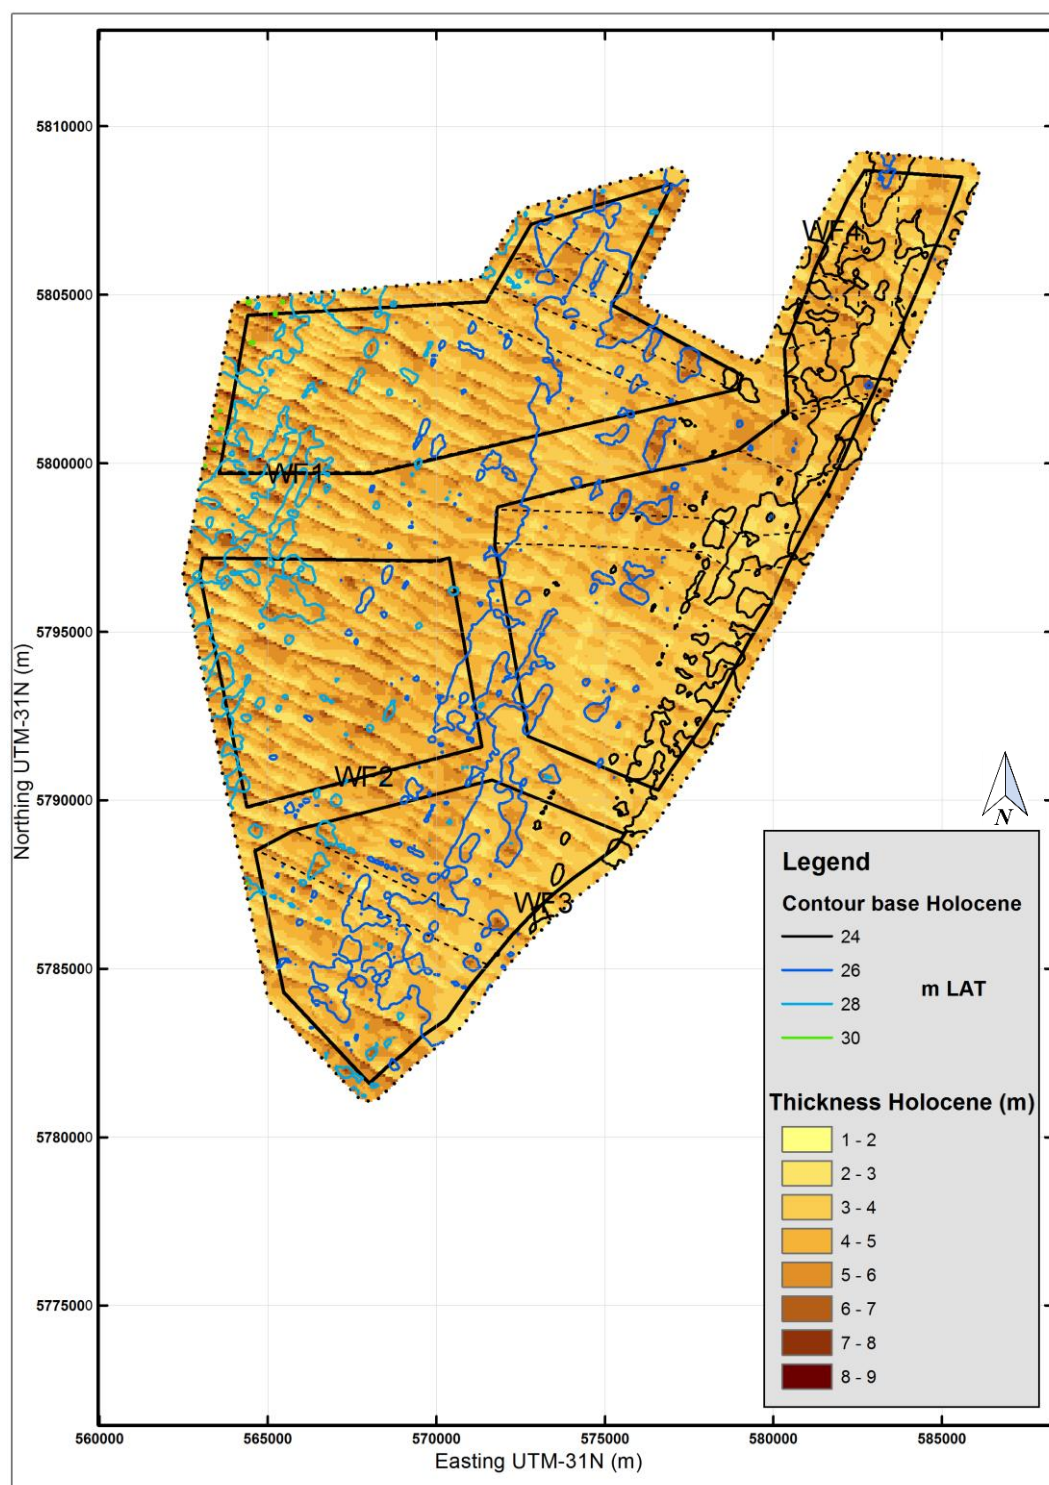 5810000
5805000
5800000
5795000
5790000
5785000
5780000
5775000
Northing UTM-31N (m)
560000
565000
570000
575000
580000
585000
Easting UTM-31N (m)
WF4
WF1
WF2
WF3
N
Legend
Contour base Holocene
24
26
28
30
m LAT
Thickness Holocene (m)
1 - 2
2 - 3
3 - 4
4 - 5
5 - 6
6 - 7
7 - 8
8 - 9